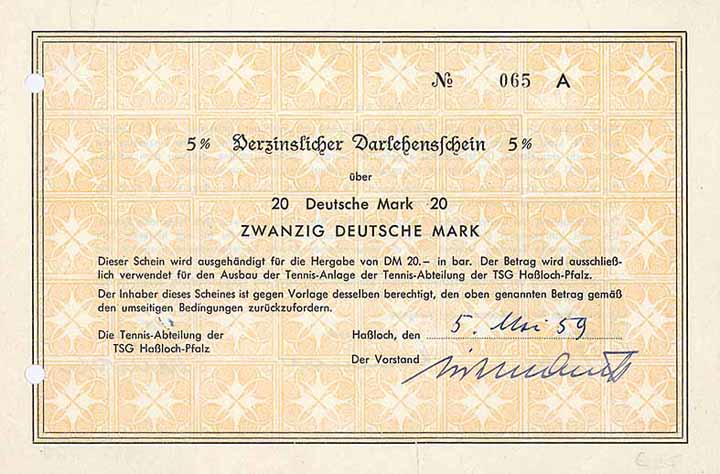 № 065 A
5% Verzinslicher Darlehensschein 5%
über
20 Deutsche Mark 20
ZWANZIG DEUTSCHE MARK
Dieser Schein wird ausgehändigt für die Hergabe von DM 20.– in bar. Der Betrag wird ausschließ-
lich verwendet für den Ausbau der Tennis-Anlage der Tennis-Abteilung der TSG Haßloch-Pfalz.
Der Inhaber dieses Scheines ist gegen Vorlage desselben berechtigt, den oben genannten Betrag gemäß
den umseitigen Bedingungen zurückzufordern.
Die Tennis-Abteilung der
TSG Haßloch-Pfalz
Haßloch, den 5. Mai 59
Der Vorstand